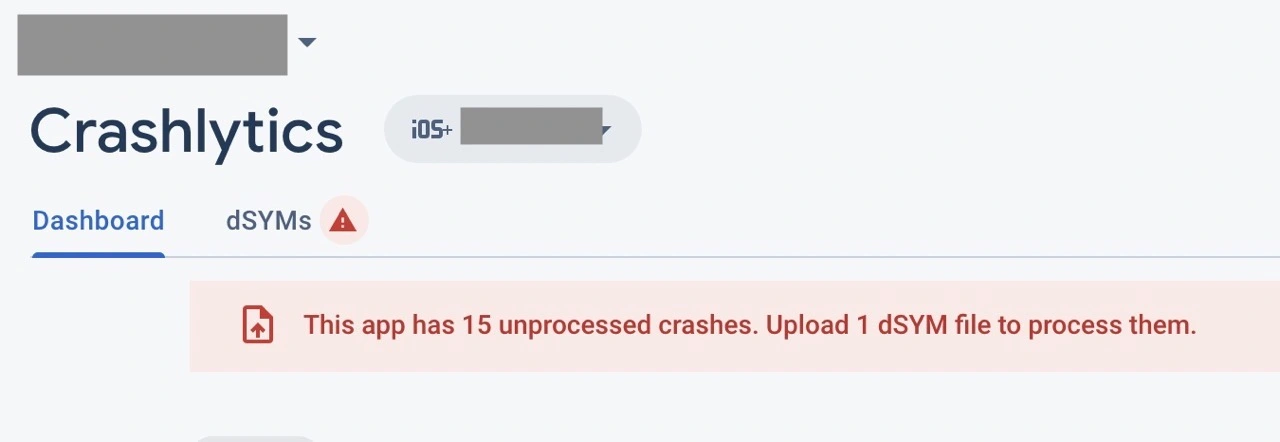 Crashlytics
iOS+
Dashboard dSYMs
This app has 15 unprocessed crashes. Upload 1 dSYM file to process them.